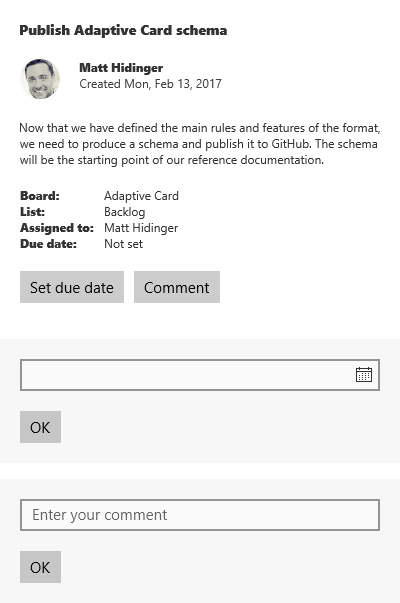 Publish Adaptive Card schema
Matt Hidinger
Created Mon, Feb 13, 2017
Now that we have defined the main rules and features of the format,
we need to produce a schema and publish it to GitHub. The schema
will be the starting point of our reference documentation.
Board: Adaptive Card
List: Backlog
Assigned to: Matt Hidinger
Due date: Not set
Set due date Comment
OK
Enter your comment
OK